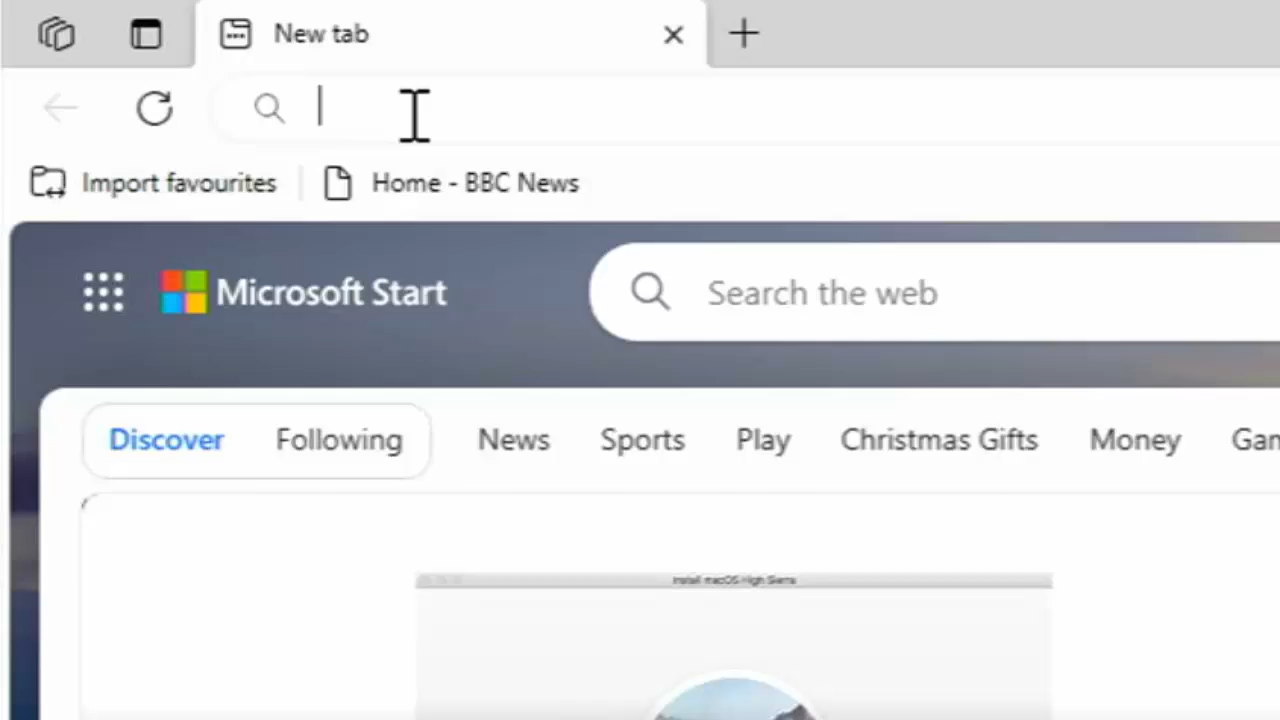 New tab
Import favourites
Home - BBC News
Microsoft Start
Search the web
Discover Following News Sports Play Christmas Gifts Money Gam
Install macOS High Sierra